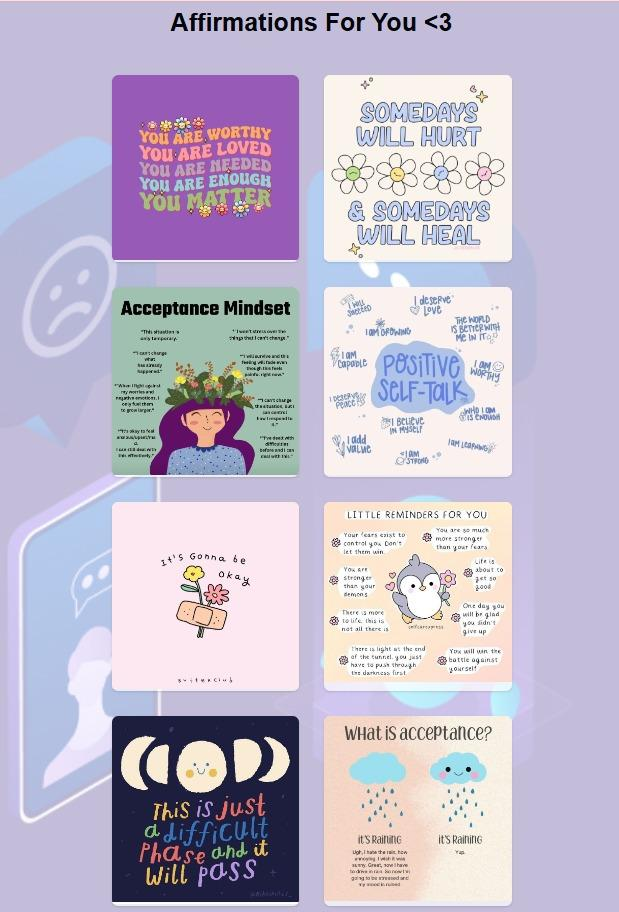 Affirmations For You <3
YOU ARE WORTHY
YOU ARE LOVED
YOU ARE NEEDED
YOU ARE ENOUGH
YOU MATTER
SOMEDAYS
WILL HURT
& SOMEDAYS
WILL HEAL
Acceptance Mindset
"This situation is
only temporary."
"I can't change
what
has already
happened."
"When I fight against
my worries and
negative emotions, I
only fuel them
to grow larger."
"It's okay to feel
anxious/upset/ma
d.
I can still deal with
this effectively."
"I won't stress over the
things that I can't change."
"I will survive and this
feeling will fade even
though this feels
painful right now."
"I can't change
the situation, but I
can control
how I respond to
it."
"I've dealt with
difficulties
before and I can
deal with this."
I WILL
SUCCEED
I DESERVE
LOVE
I AM GROWING
THE WORLD
IS BETTER WITH
ME IN IT
I AM
CAPABLE
POSITIVE
SELF-TALK
I AM
WORTHY
I DESERVE
PEACE
WHO I AM
IS ENOUGH
I BELIEVE
IN MYSELF
I ADD
VALUE
I AM LEARNING
I AM
STRONG
It's Gonna be
okay
LITTLE REMINDERS FOR YOU
Your fears exist to
control you. Don't
let them win.
You are so much
more stronger
than your fears
You are
stronger
than your
demons
Life is
about to
get so
good
There is more
to life, this is
not all there is
One day you
will be glad
you didn't
give up
selfcarexpress
There is light at the end
of the tunnel, you just
have to push through
the darkness first
You will win the
battle against
yourself
This is just
a difficult
Phase and it
will pass
What is acceptance?
it's raining
Ugh, I hate the rain, how
annoying. I wish it was
sunny. Great, now I have
to drive in rain. So now I'm
going to be stressed and
my mood is ruined
it's raining
Yup.